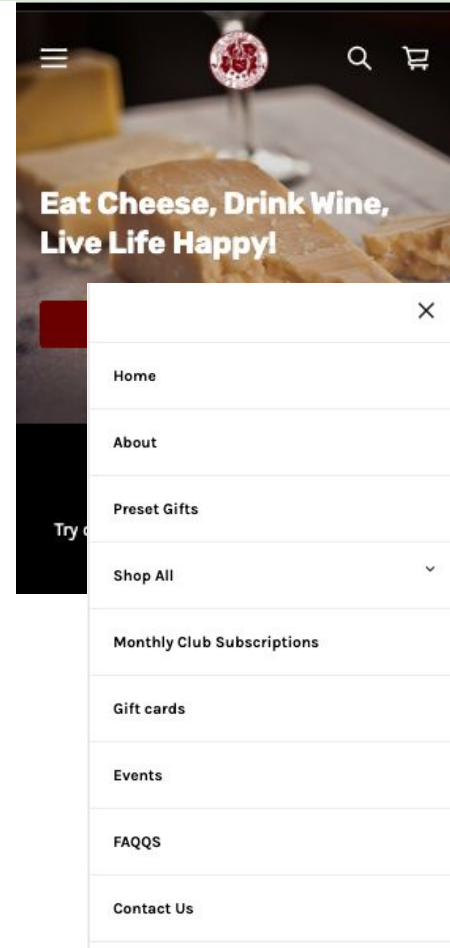 Eat Cheese, Drink Wine,
Live Life Happy!
Home
About
Preset Gifts
Try
Shop All
Monthly Club Subscriptions
Gift cards
Events
FAQQS
Contact Us